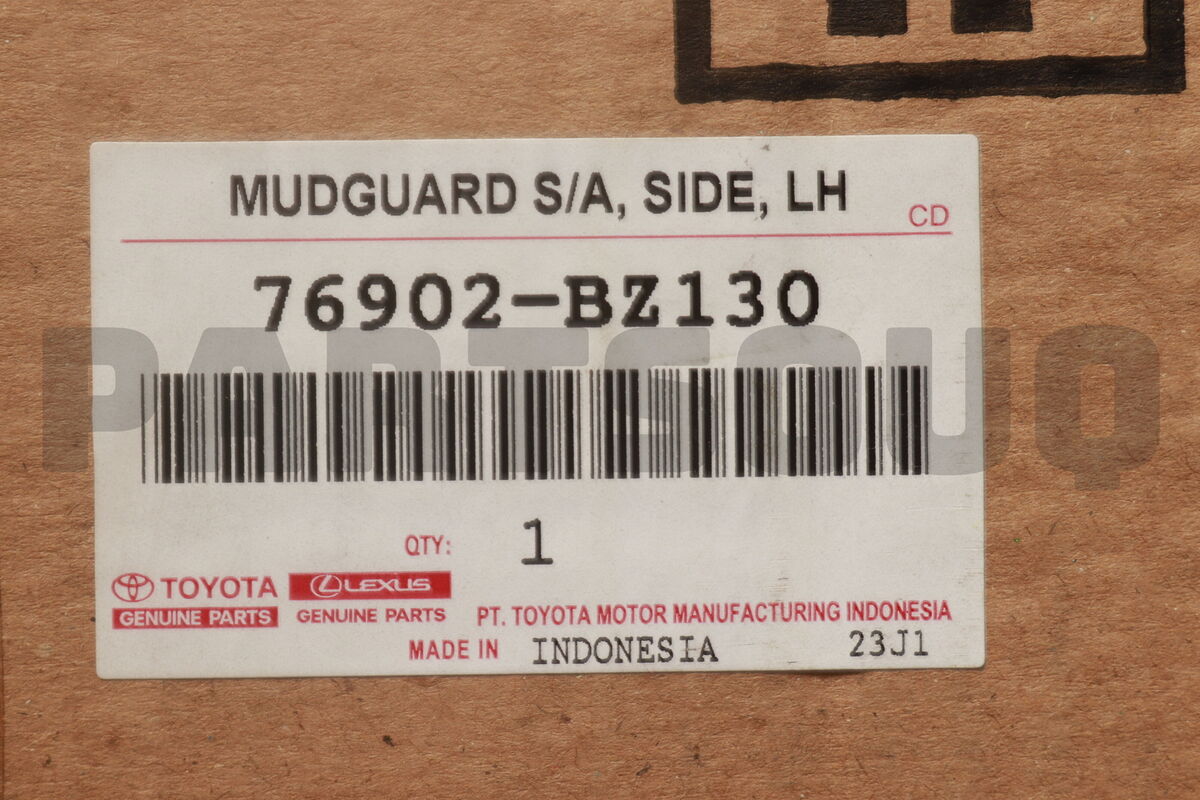 MUDGUARD S/A, SIDE, LH
CD
76902-BZ130
PARTSOUQ
QTY: 1
TOYOTA LEXUS
GENUINE PARTS GENUINE PARTS PT. TOYOTA MOTOR MANUFACTURING INDONESIA
MADE IN INDONESIA 23J1